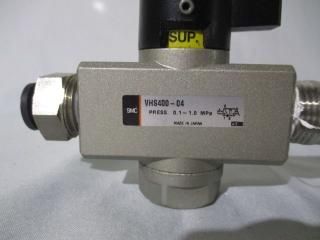 SUP.
SMC
VHS400-04
PRESS. 0.1~1.0 MPa
MADE IN JAPAN